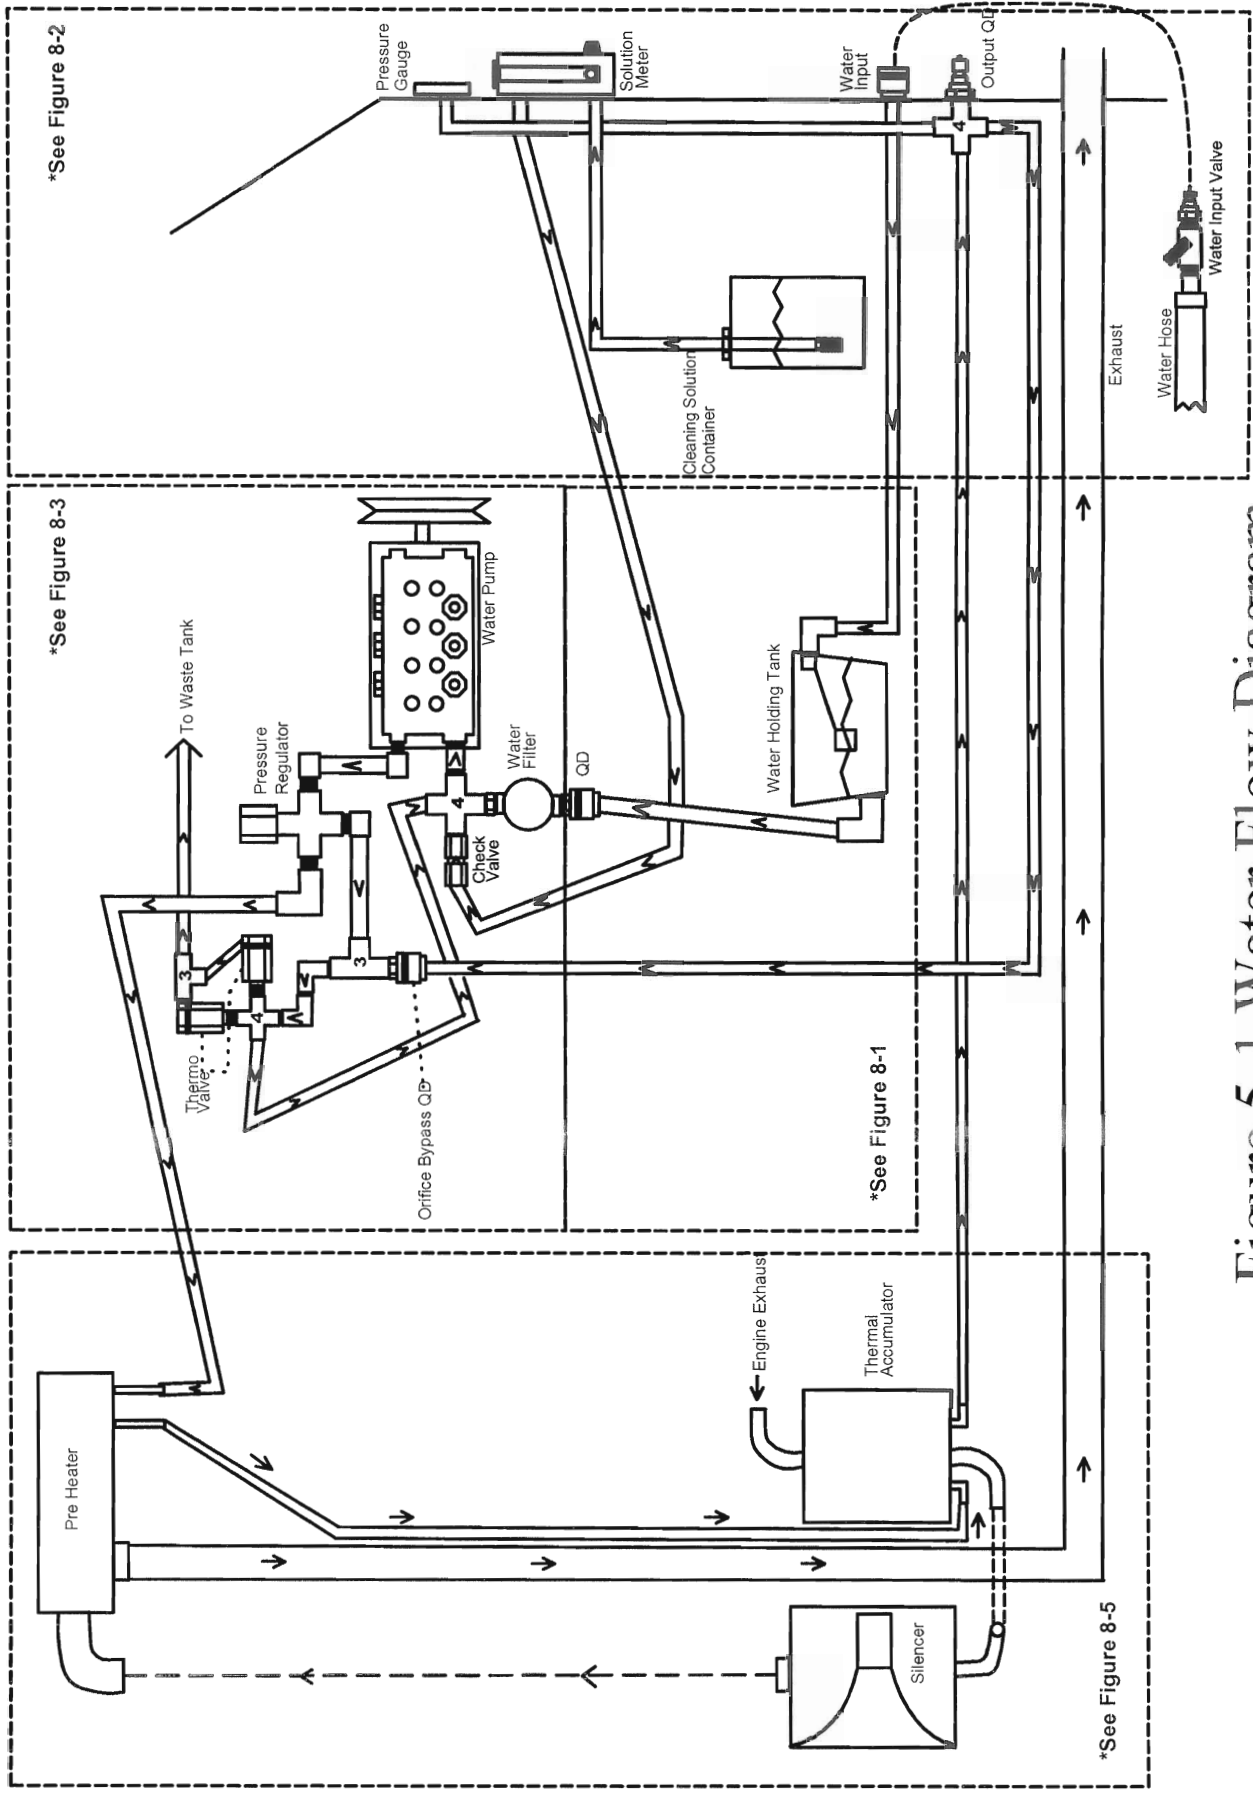 *See Figure 8-2
Pressure
Gauge
Solution
Meter
Water
Input
Output QD
4
Cleaning Solution
Container
Exhaust
Water Hose
Water Input Valve
*See Figure 8-3
To Waste Tank
Pressure
Regulator
Water Pump
Water
Filter
QD
4
Check
Valve
Water Holding Tank
3
3
4
Thermo
Valve
Orifice Bypass QD
*See Figure 8-1
Pre Heater
Engine Exhaust
Thermal
Accumulator
Silencer
*See Figure 8-5
Figure 5-1 Water Flow Diagram